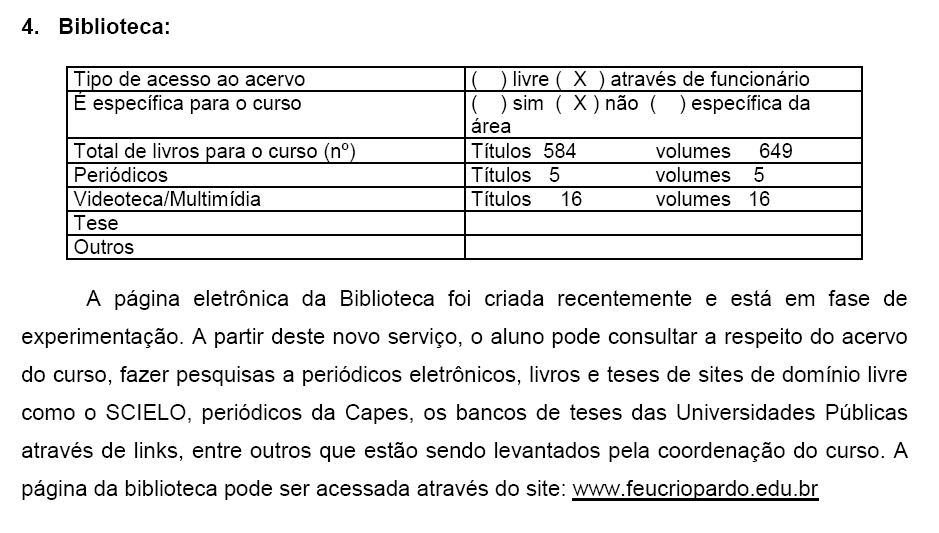 4. Biblioteca:
Tipo de acesso ao acervo ( ) livre ( X ) através de funcionário
É específica para o curso ( ) sim ( X ) não ( ) específica da
área
Total de livros para o curso (nº) Títulos 584 volumes 649
Periódicos Títulos 5 volumes 5
Videoteca/Multimídia Títulos 16 volumes 16
Tese
Outros
A página eletrônica da Biblioteca foi criada recentemente e está em fase de
experimentação. A partir deste novo serviço, o aluno pode consultar a respeito do acervo
do curso, fazer pesquisas a periódicos eletrônicos, livros e teses de sites de domínio livre
como o SCIELO, periódicos da Capes, os bancos de teses das Universidades Públicas
através de links, entre outros que estão sendo levantados pela coordenação do curso. A
página da biblioteca pode ser acessada através do site: www.feucriopardo.edu.br